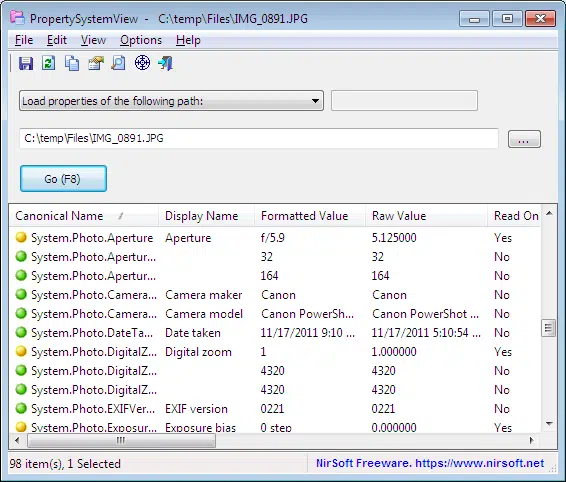 PropertySystemView - C:\temp\Files\IMG_0891.JPG
File Edit View Options Help
Load properties of the following path:
C:\temp\Files\IMG_0891.JPG ...
Go (F8)
Canonical Name / Display Name Formatted Value Raw Value Read On
System.Photo.Aperture Aperture f/5.9 5.125000 Yes
System.Photo.Apertur... 32 32 No
System.Photo.Apertur... 164 164 No
System.Photo.Camera... Camera maker Canon Canon No
System.Photo.Camera... Camera model Canon PowerShot... Canon PowerShot ... No
System.Photo.DateTa... Date taken 11/17/2011 9:10 ... 11/17/2011 5:10:54 ... No
System.Photo.DigitalZ... Digital zoom 1 1.000000 Yes
System.Photo.DigitalZ... 4320 4320 No
System.Photo.DigitalZ... 4320 4320 No
System.Photo.EXIFVer... EXIF version 0221 0221 No
System.Photo.Exposure Exposure bias 0 step 0.000000 Yes
98 item(s), 1 Selected NirSoft Freeware. https://www.nirsoft.net